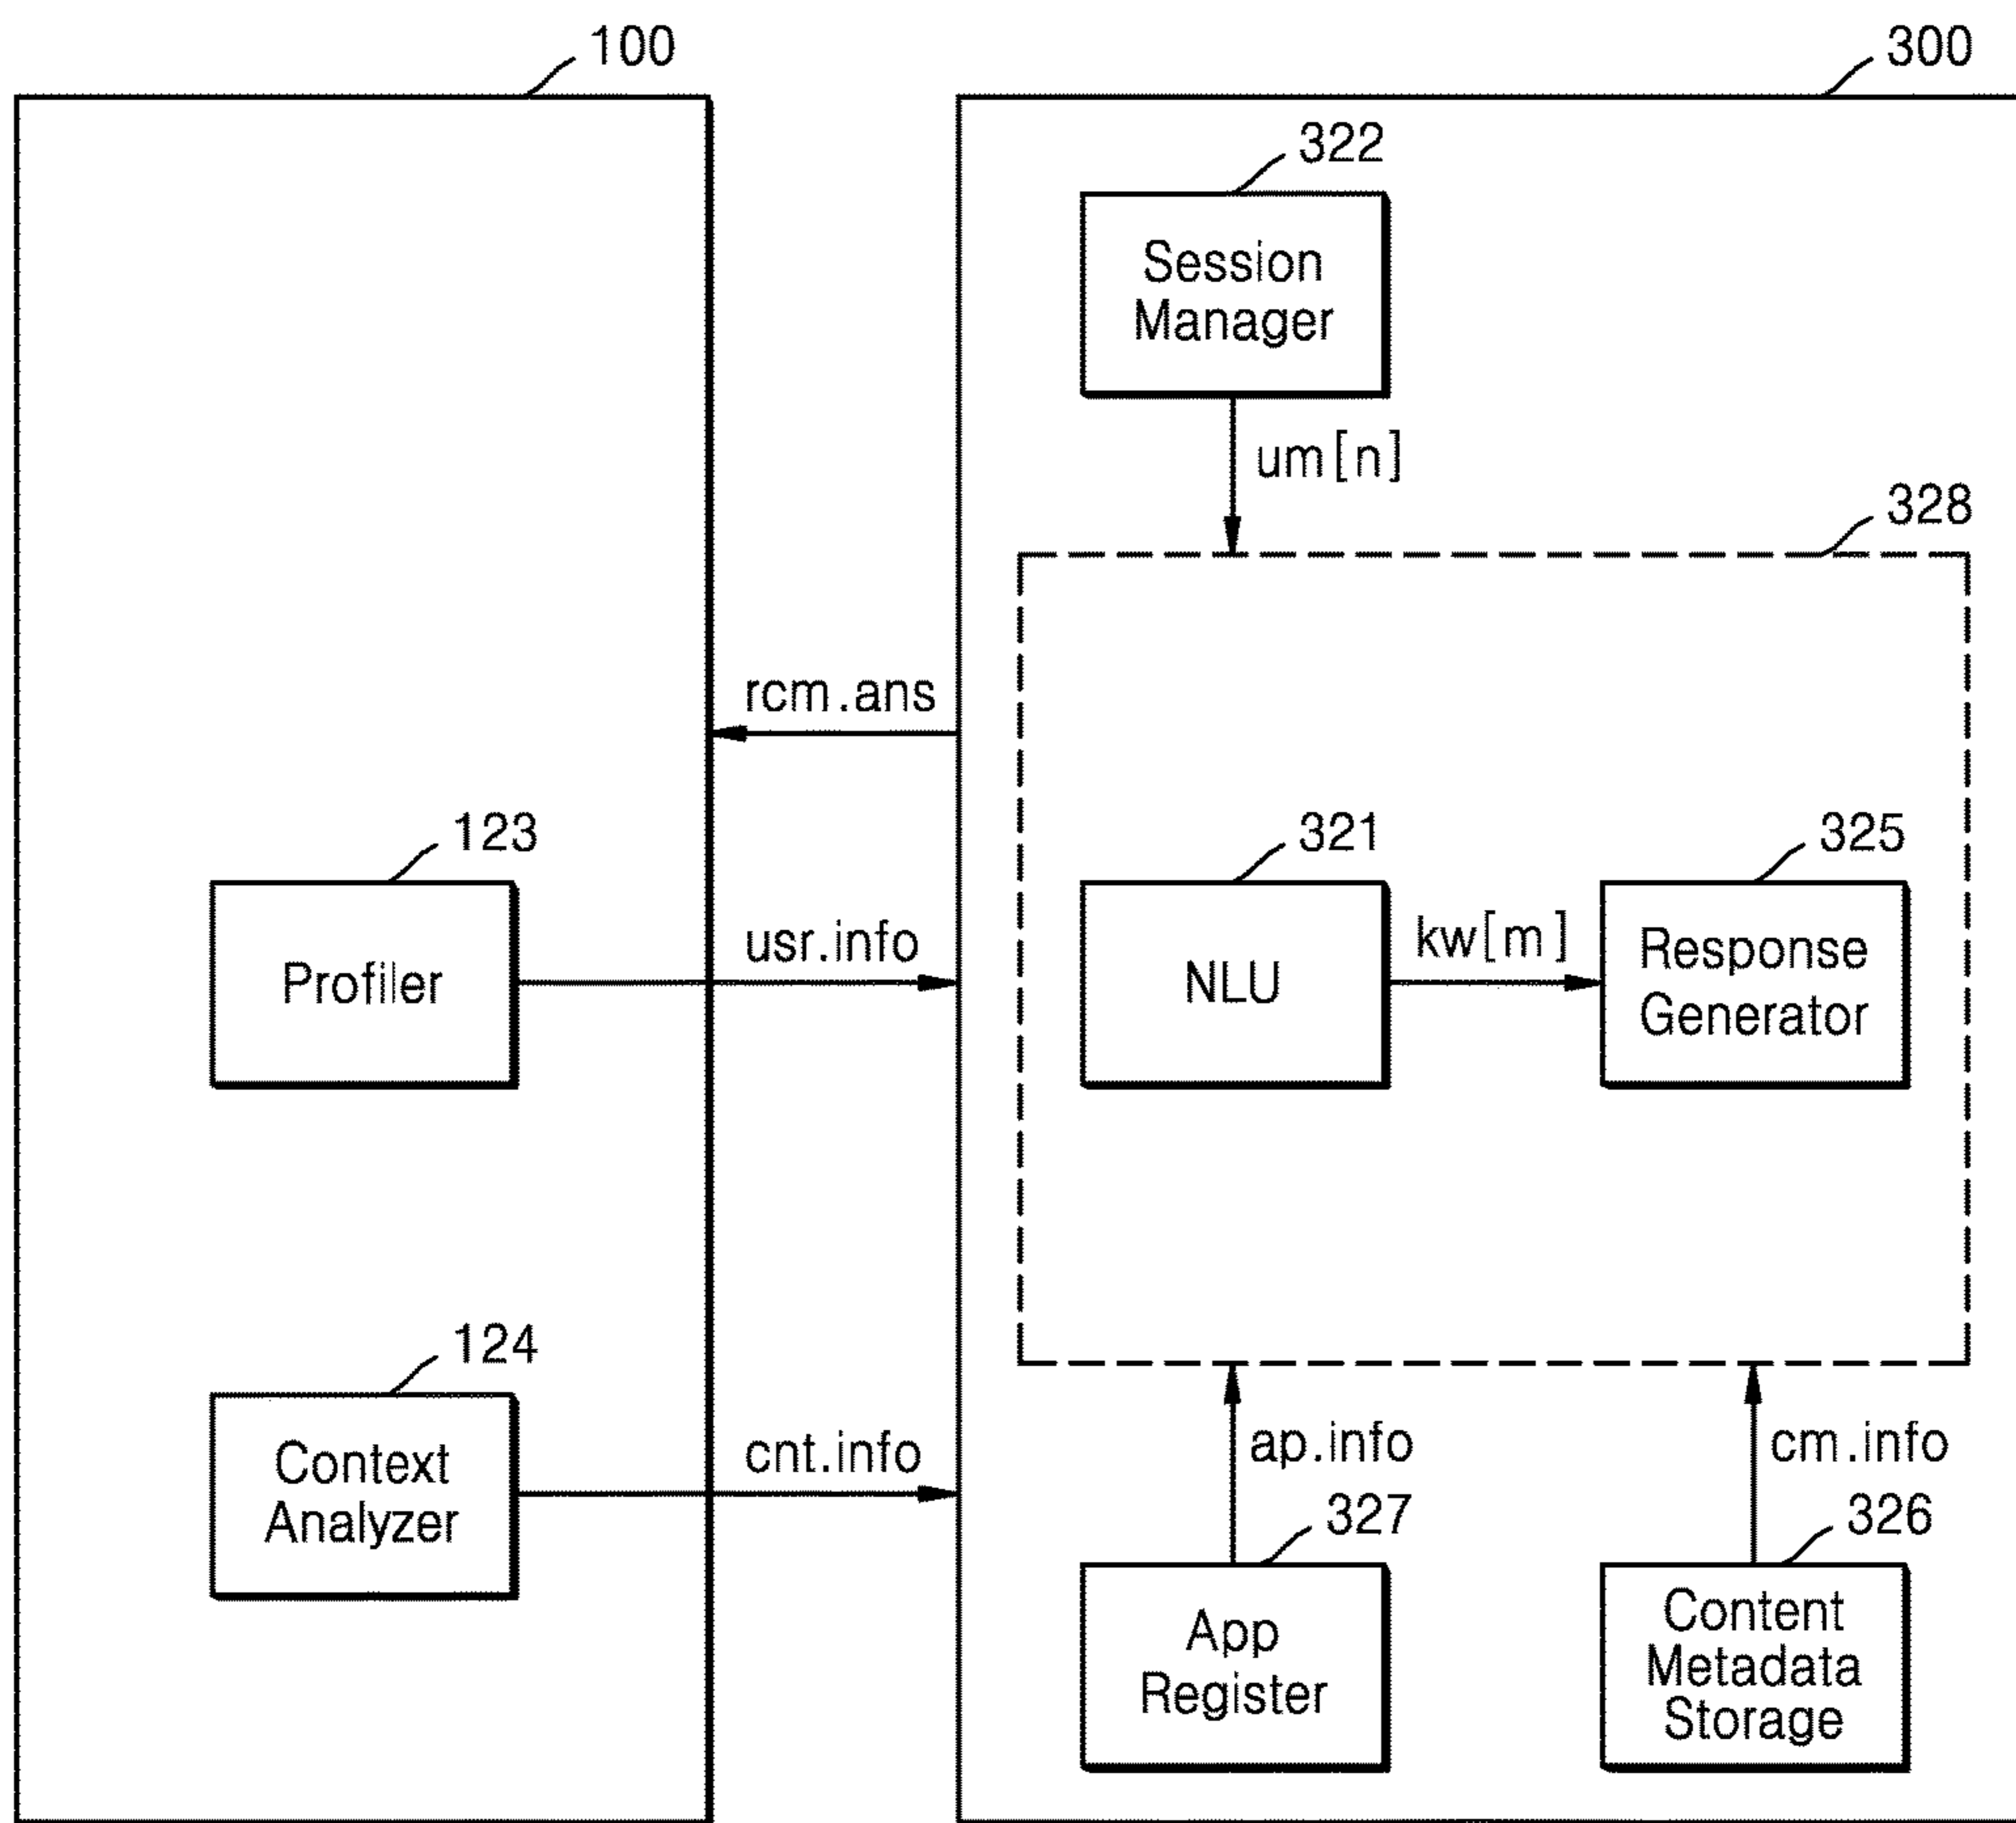 100
300
322
Session
Manager
um[n]
328
rcm.ans
123
321
325
Profiler
usr.info
NLU
kw[m]
Response
Generator
124
Context
Analyzer
cnt.info
ap.info
cm.info
327
326
App
Register
Content
Metadata
Storage